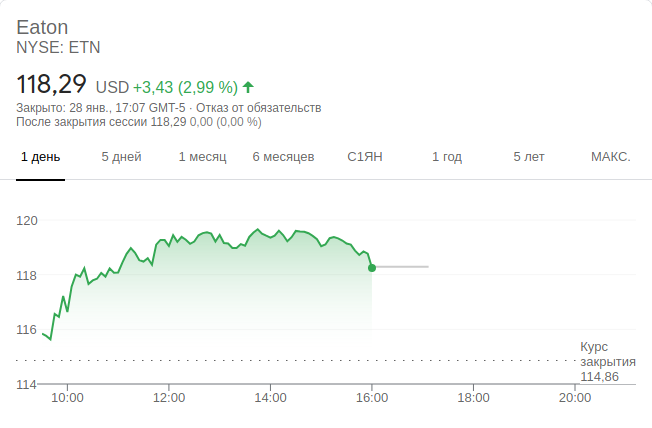 Eaton
NYSE: ETN
118,29 USD +3,43 (2,99 %)
Закрыто: 28 янв., 17:07 GMT-5 · Отказ от обязательств
После закрытия сессии 118,29 0,00 (0,00 %)
1 день 5 дней 1 месяц 6 месяцев С1ЯН 1 год 5 лет МАКС.
120
118
116
Курс
закрытия
114,86
114
10:00 12:00 14:00 16:00 18:00 20:00